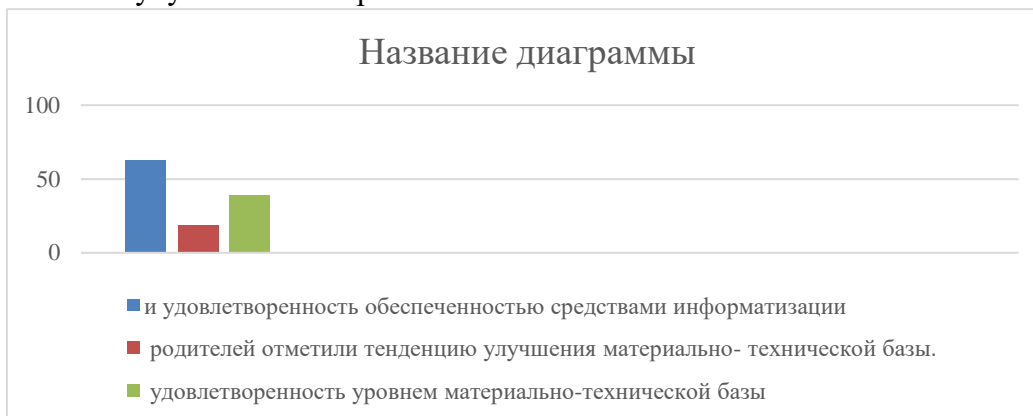 Название диаграммы
100
50
0
и удовлетворенность обеспеченностью средствами информатизации
родителей отметили тенденцию улучшения материально- технической базы.
удовлетворенность уровнем материально-технической базы